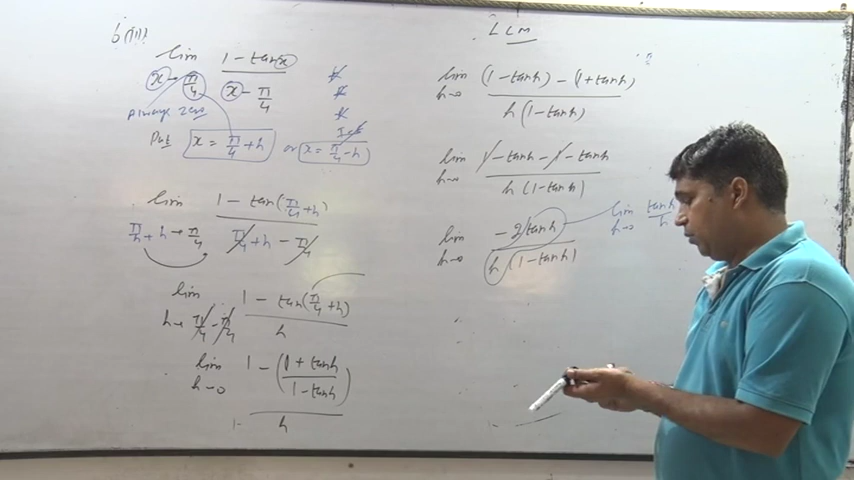 6(iii)
lim 1 - tan x
x→π/4 x - π/4
Put x = π/4 + h or x = π/4 - h
lim 1 - tan(π/4 + h)
π/4 + h → π/4 π/4 + h - π/4
lim 1 - tan(π/4 + h)
h→ π/4 - π/4 h
lim 1 - (1 + tanh
h→0 1 - tanh)
h
LCM
lim (1 - tanh) - (1 + tanh)
h→0 h(1 - tanh)
lim 1 - tanh - 1 - tanh
h→0 h(1 - tanh)
lim -2 tanh
h→0 h(1 - tanh)
lim tanh
h→0 h